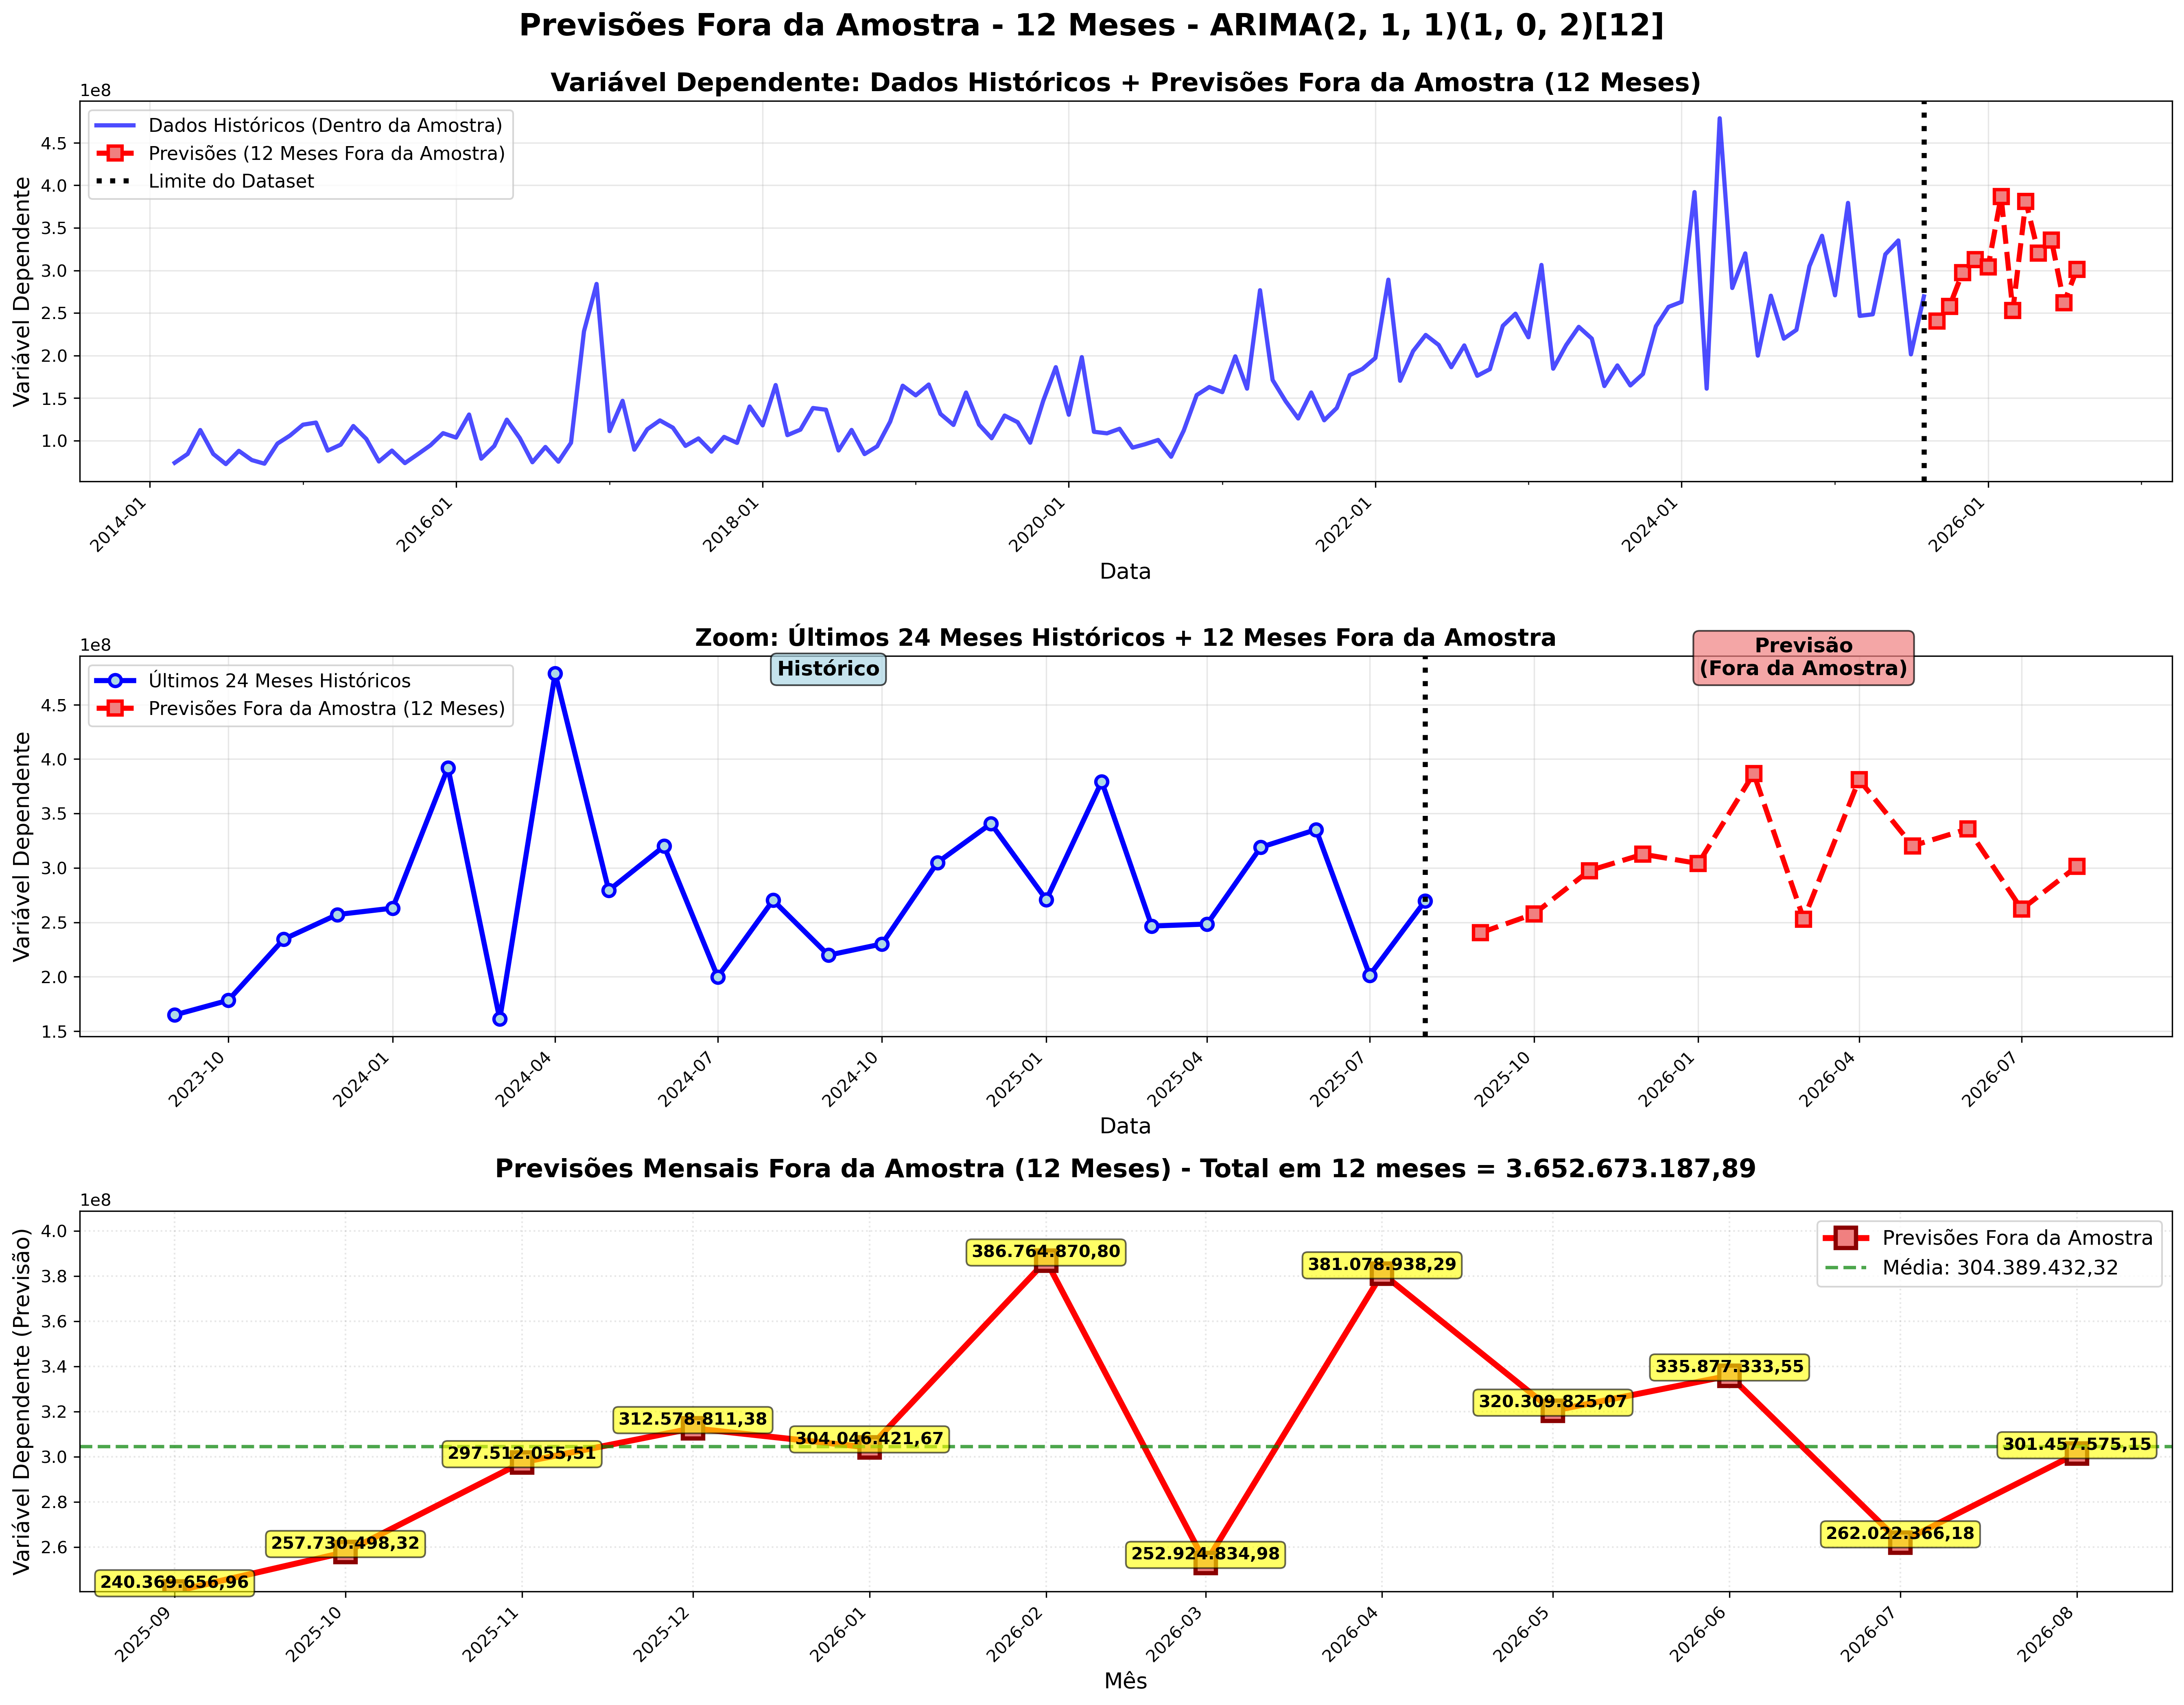 Previsões Fora da Amostra - 12 Meses - ARIMA(2, 1, 1)(1, 0, 2)[12]
Variável Dependente: Dados Históricos + Previsões Fora da Amostra (12 Meses)
1e8
Dados Históricos (Dentro da Amostra)
Previsões (12 Meses Fora da Amostra)
Limite do Dataset
Variável Dependente
4.5
4.0
3.5
3.0
2.5
2.0
1.5
1.0
2014-01
2016-01
2018-01
2020-01
2022-01
2024-01
2026-01
Data
Zoom: Últimos 24 Meses Históricos + 12 Meses Fora da Amostra
1e8
Últimos 24 Meses Históricos
Previsões Fora da Amostra (12 Meses)
Histórico
Previsão
(Fora da Amostra)
Variável Dependente
4.5
4.0
3.5
3.0
2.5
2.0
1.5
2023-10
2024-01
2024-04
2024-07
2024-10
2025-01
2025-04
2025-07
2025-10
2026-01
2026-04
2026-07
Data
Previsões Mensais Fora da Amostra (12 Meses) - Total em 12 meses = 3.652.673.187,89
1e8
Previsões Fora da Amostra
Média: 304.389.432,32
Variável Dependente (Previsão)
4.0
3.8
3.6
3.4
3.2
3.0
2.8
2.6
240.369.656,96
257.730.498,32
297.512.055,51
312.578.811,38
304.046.421,67
386.764.870,80
252.924.834,98
381.078.938,29
320.309.825,07
335.877.333,55
262.022.366,18
301.457.575,15
2025-09
2025-10
2025-11
2025-12
2026-01
2026-02
2026-03
2026-04
2026-05
2026-06
2026-07
2026-08
Mês